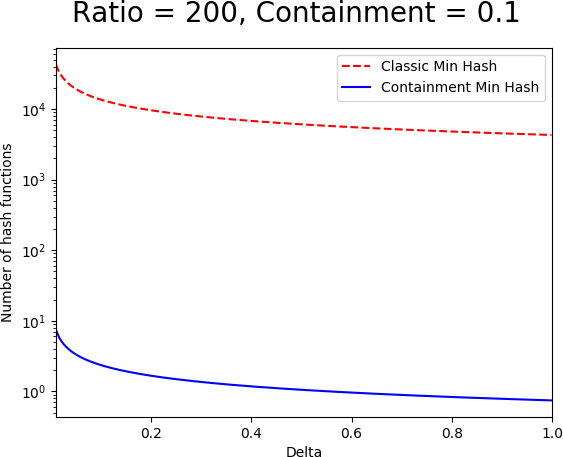 Ratio = 200, Containment = 0.1
Classic Min Hash
Containment Min Hash
Number of hash functions
10^4
10^3
10^2
10^1
10^0
0.2 0.4 0.6 0.8 1.0
Delta